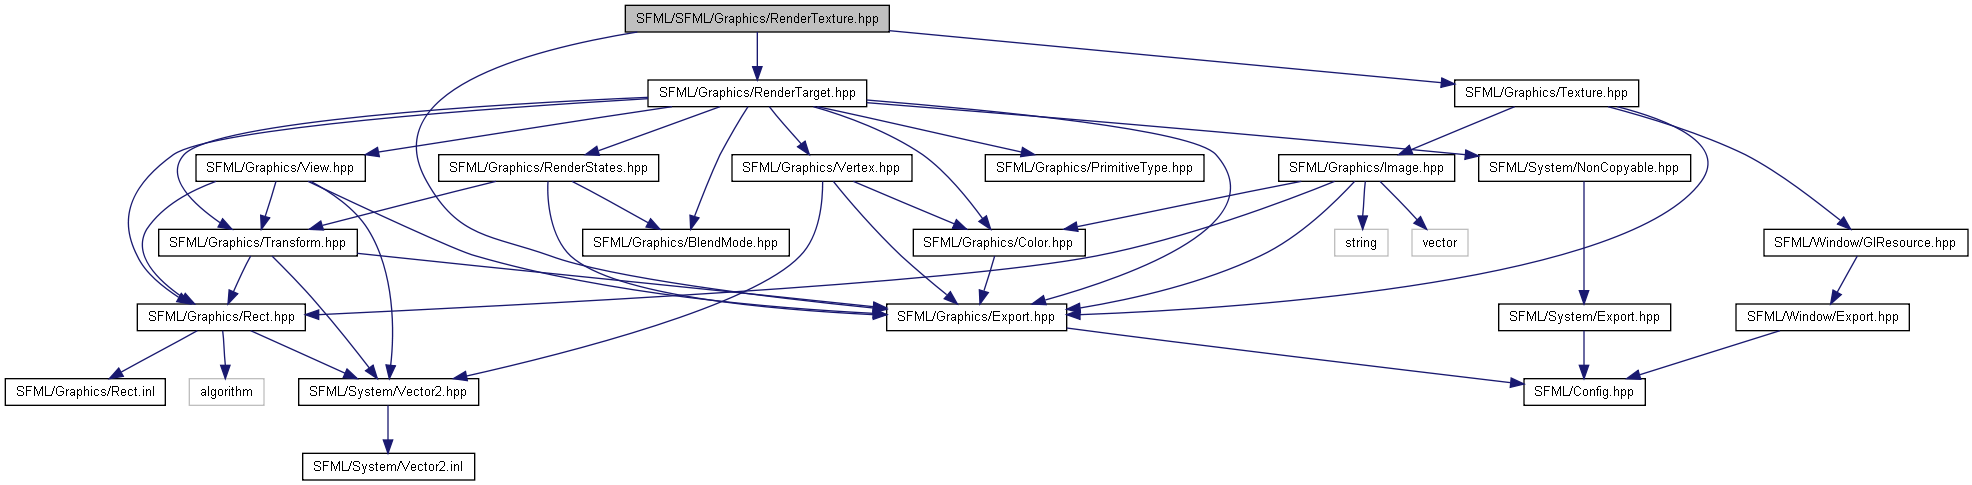 SFML/SFML/Graphics/RenderTexture.hpp
SFML/Graphics/RenderTarget.hpp
SFML/Graphics/Texture.hpp
SFML/Graphics/View.hpp
SFML/Graphics/RenderStates.hpp
SFML/Graphics/Vertex.hpp
SFML/Graphics/PrimitiveType.hpp
SFML/Graphics/Image.hpp
SFML/System/NonCopyable.hpp
SFML/Graphics/Transform.hpp
SFML/Graphics/BlendMode.hpp
SFML/Graphics/Color.hpp
string
vector
SFML/Window/GlResource.hpp
SFML/Graphics/Rect.hpp
SFML/Graphics/Export.hpp
SFML/System/Export.hpp
SFML/Window/Export.hpp
SFML/Graphics/Rect.inl
algorithm
SFML/System/Vector2.hpp
SFML/Config.hpp
SFML/System/Vector2.inl